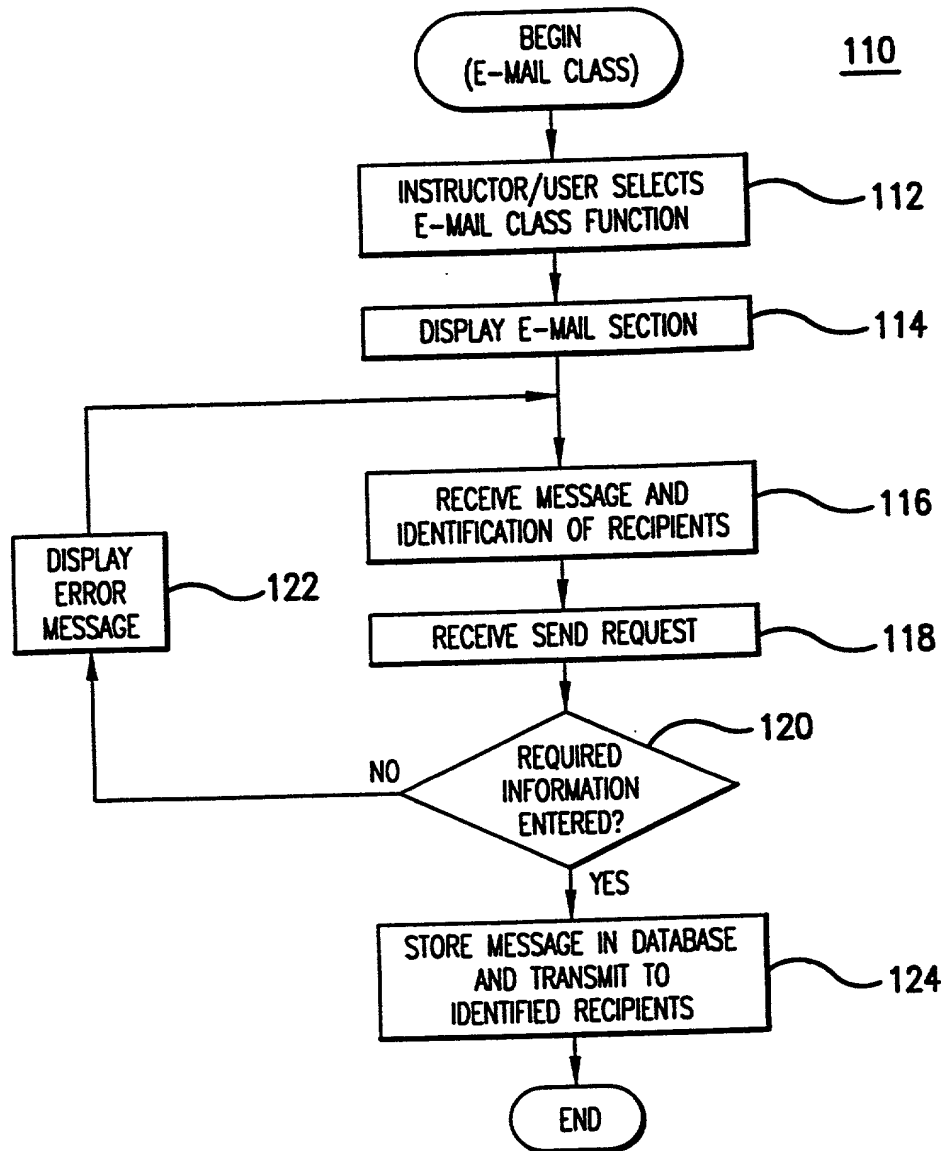 BEGIN
(E-MAIL CLASS)
110
INSTRUCTOR/USER SELECTS
E-MAIL CLASS FUNCTION
112
DISPLAY E-MAIL SECTION
114
RECEIVE MESSAGE AND
IDENTIFICATION OF RECIPIENTS
116
DISPLAY
ERROR
MESSAGE
122
RECEIVE SEND REQUEST
118
REQUIRED
INFORMATION
ENTERED?
120
NO
YES
STORE MESSAGE IN DATABASE
AND TRANSMIT TO
IDENTIFIED RECIPIENTS
124
END